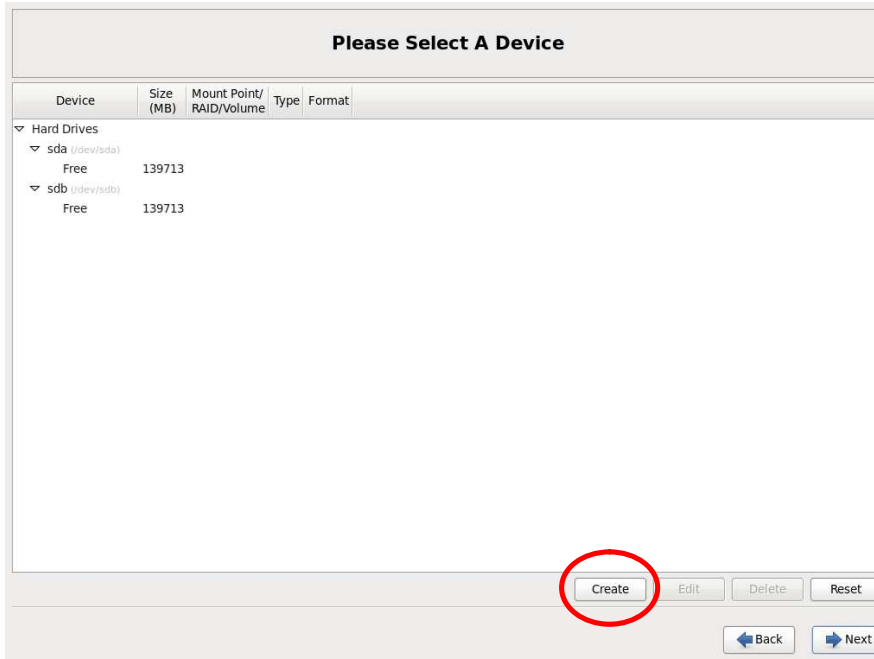 Please Select A Device
Device Size (MB) Mount Point/ RAID/Volume Type Format
Hard Drives
sda (/dev/sda)
Free 139713
sdb (/dev/sdb)
Free 139713
Create Edit Delete Reset
Back Next